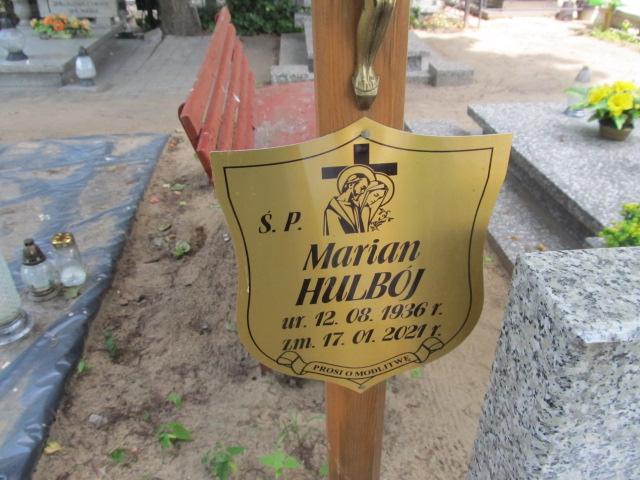 Ś. P.
Marian
HULBÓJ
ur. 12. 08. 1936 r.
zm. 17. 01. 2021 r.
PROSI O MODLITWĘ